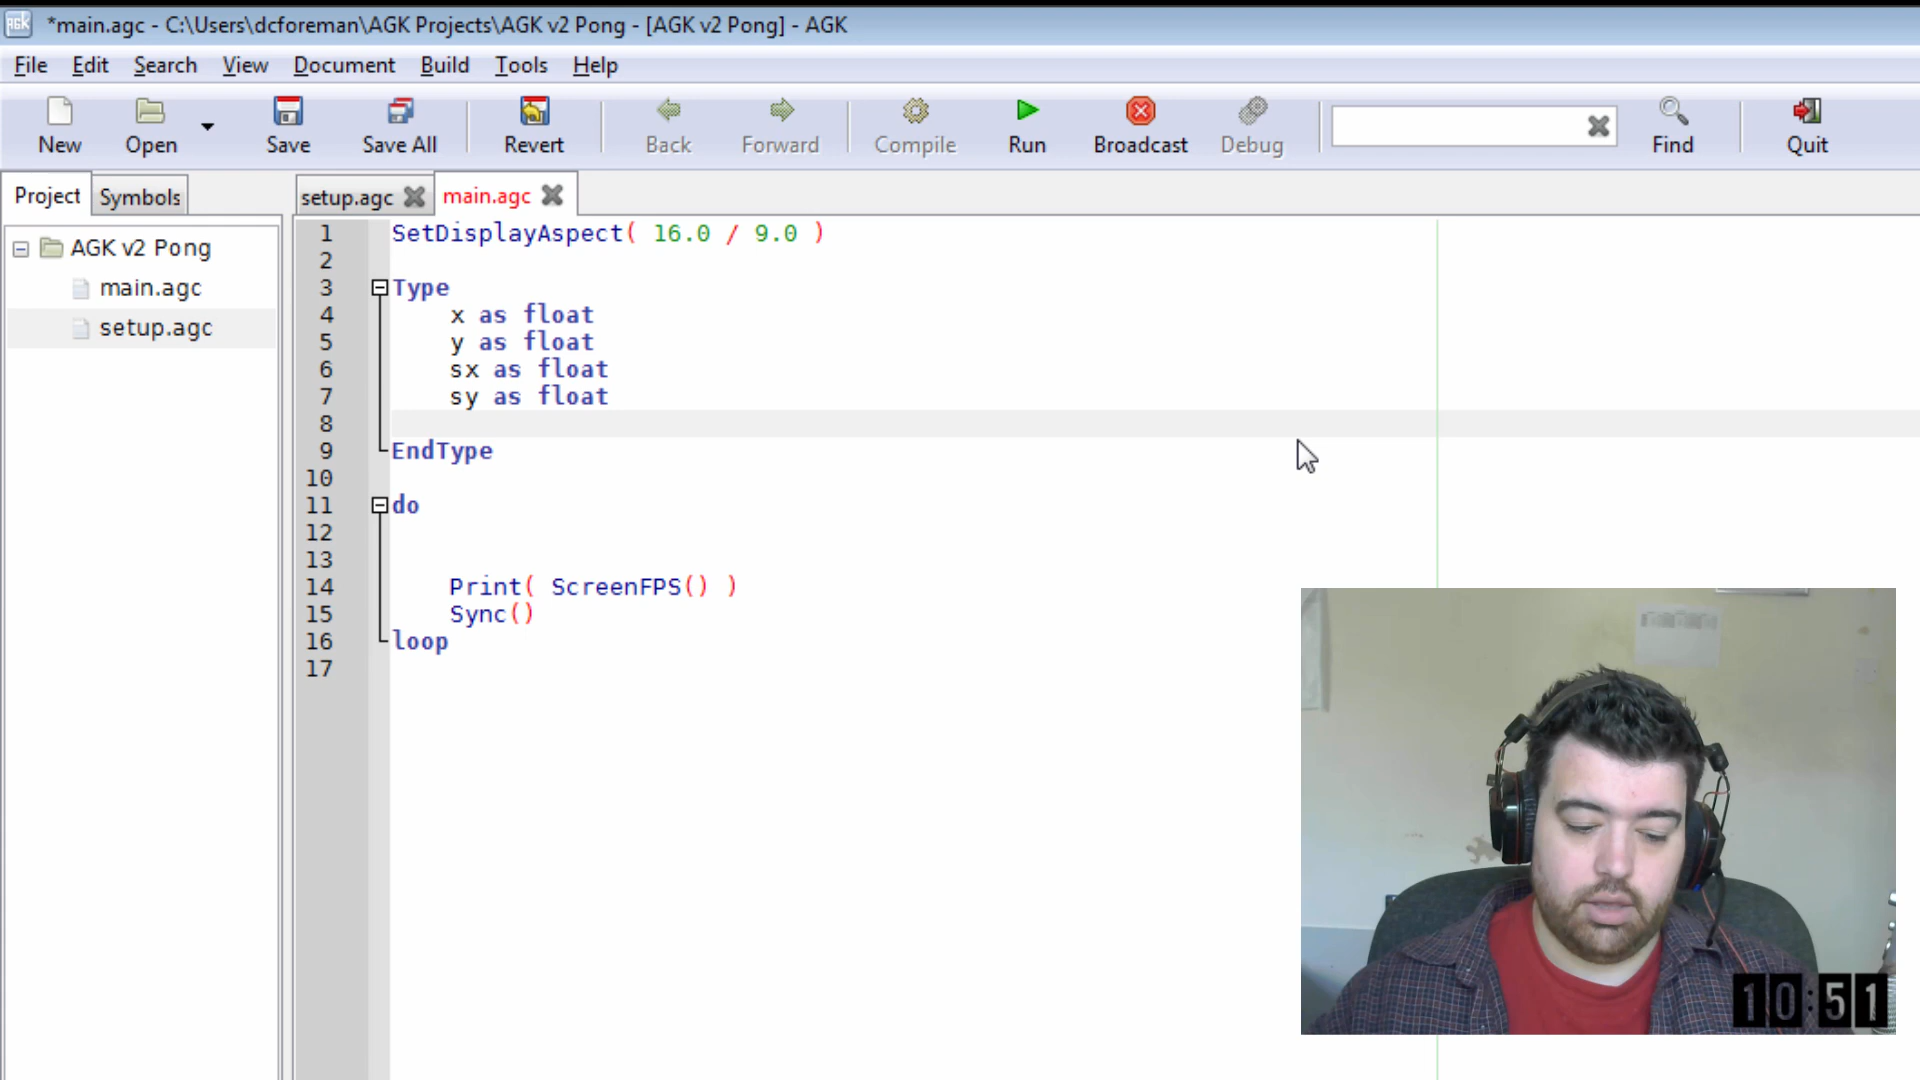 *main.agc - C:\Users\dcforeman\AGK Projects\AGK v2 Pong - [AGK v2 Pong] - AGK
File Edit Search View Document Build Tools Help
New Open Save Save All Revert Back Forward Compile Run Broadcast Debug Find Quit
Project Symbols setup.agc main.agc
AGK v2 Pong
main.agc
setup.agc
1 SetDisplayAspect( 16.0 / 9.0 )
2
3 Type
4 x as float
5 y as float
6 sx as float
7 sy as float
8
9 EndType
10
11 do
12
13
14 Print( ScreenFPS() )
15 Sync()
16 loop
17
10:51